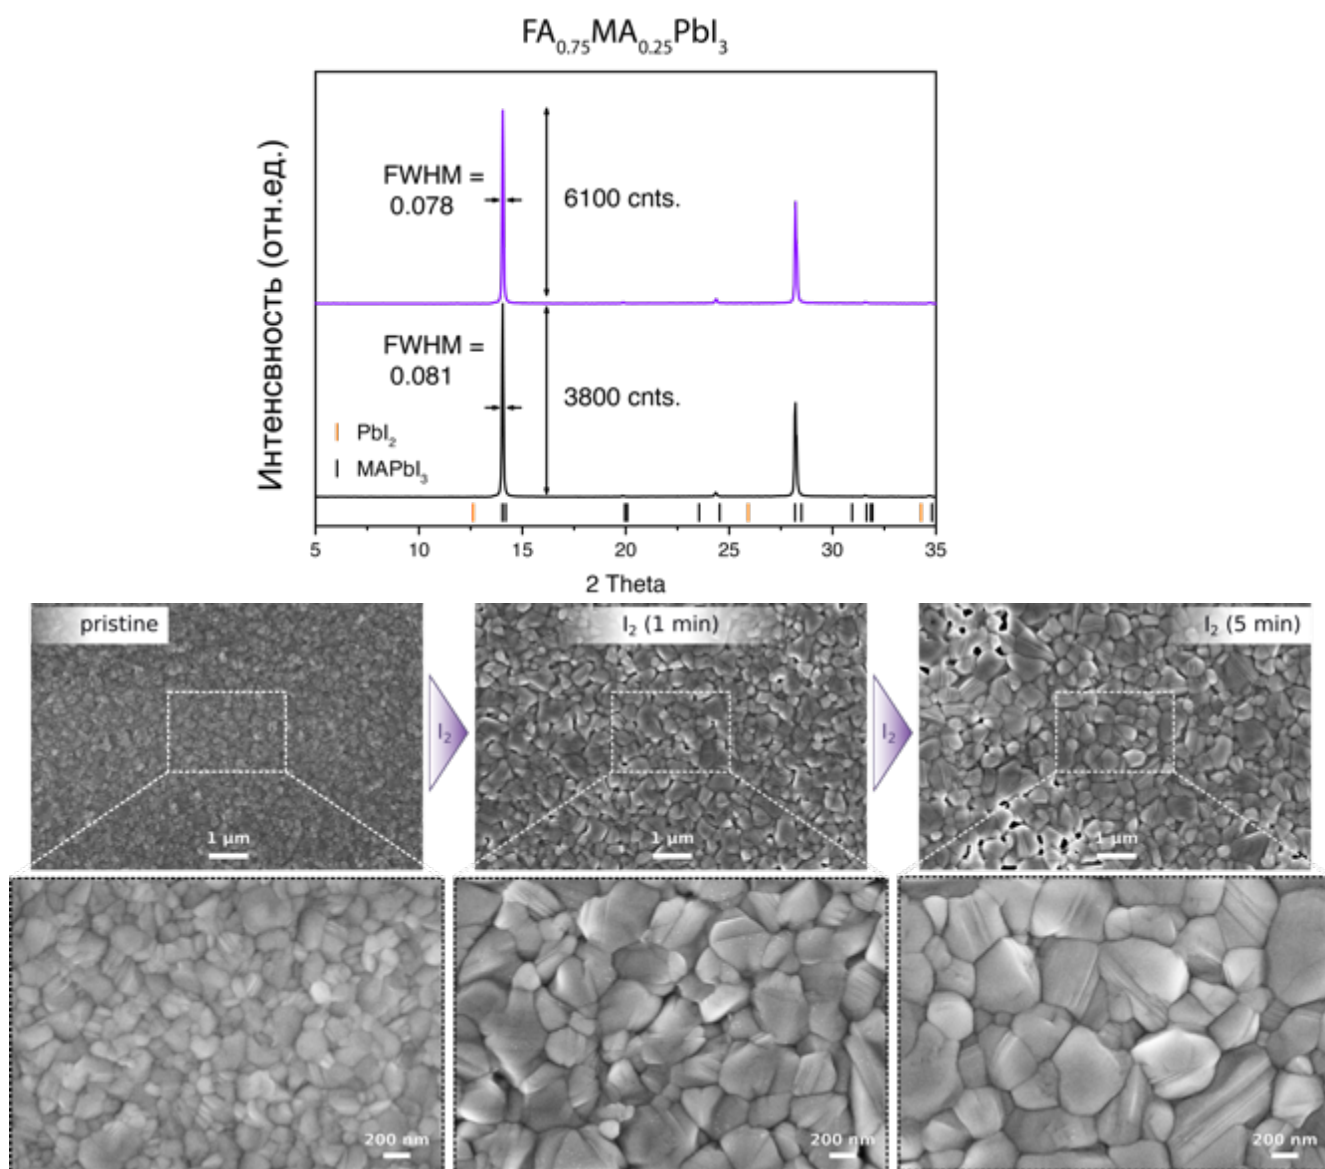 FA0.75MA0.25PbI3
Интенсвность (отн.ед.)
FWHM =
0.078
6100 cnts.
FWHM =
0.081
3800 cnts.
PbI2
MAPbI3
5 10 15 20 25 30 35
2 Theta
pristine
I2
I2 (1 min)
I2
I2 (5 min)
1 µm
1 µm
1 µm
200 nm
200 nm
200 nm